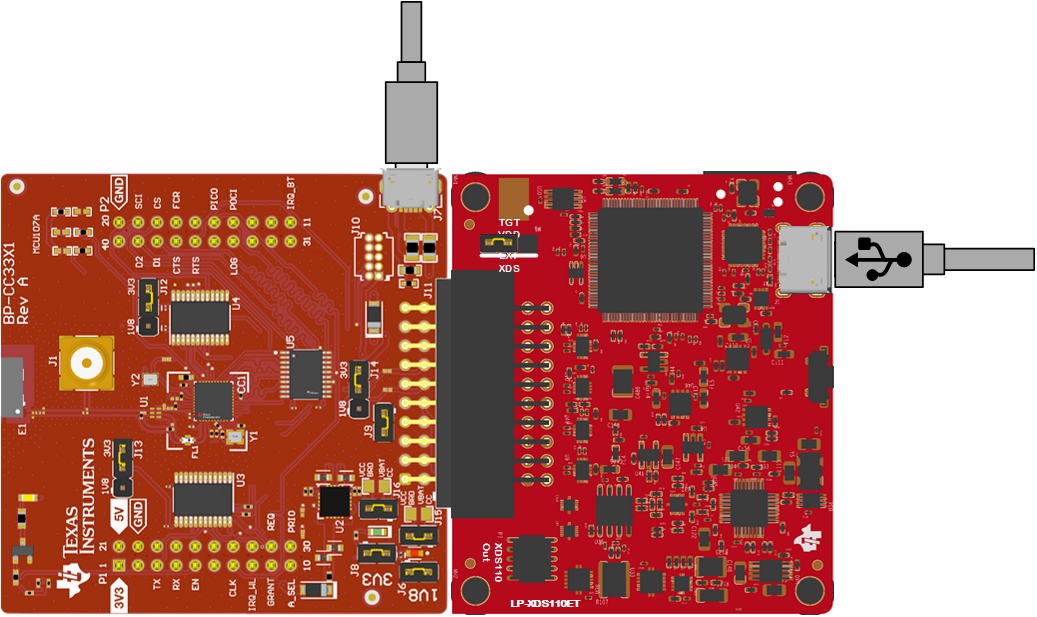 P2
GND
20
40
SCI
CS
FCR
PICO
POCI
IRQ_BT
11
31
D2
D1
CTS
RTS
LOG
MCU107A
BP-CC33X1
Rev A
3V3
J12
1V8
U4
J1
E1
Y2
U1
CC1
FL1
Y1
U5
J10
J7
J11
3V3
J14
1V8
J9
3V3
J13
1V8
5V
GND
U3
TEXAS
INSTRUMENTS
21
P1 1
3V3
TX
RX
EN
CLK
IRQ_WL
GRANT
REQ
A_SEL
PRIO
30
10
U2
VCC
BRD
VBAT
CC
J16
VCC
BRD
VBAT
CC
J15
J8
3V3
J6
1V8
TGT
VDD
EXT
XDS
XDS110
Out
LP-XDS110ET